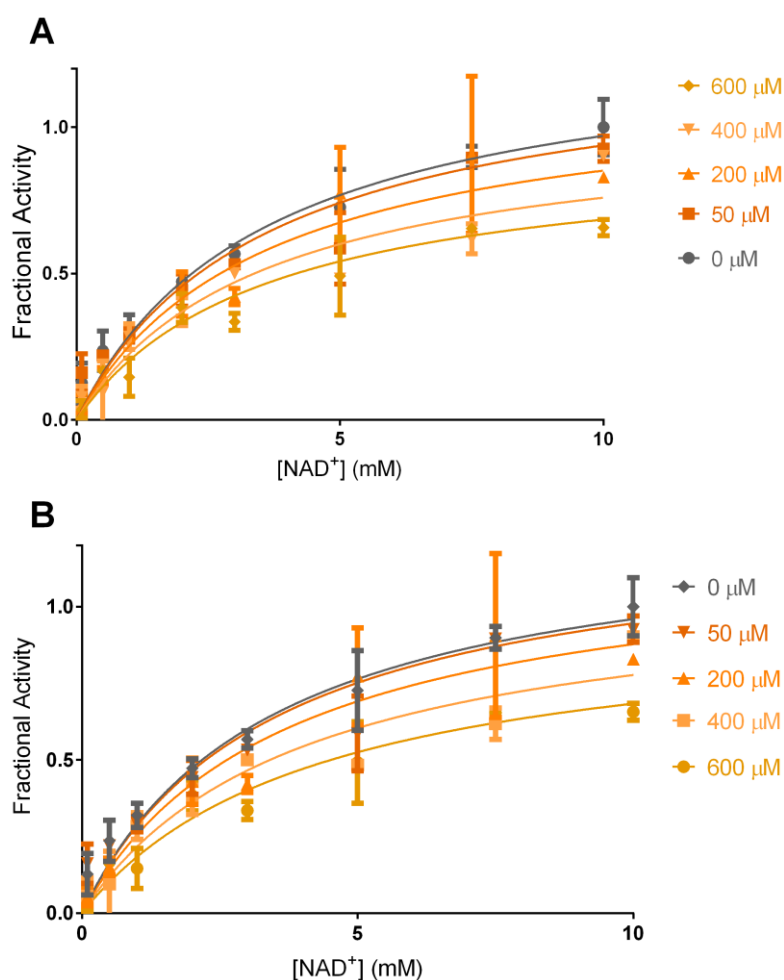 A
Fractional Activity
1.0
0.5
0.0
0
5
10
[NAD+] (mM)
600 μM
400 μM
200 μM
50 μM
0 μM
B
Fractional Activity
1.0
0.5
0.0
0
5
10
[NAD+] (mM)
0 μM
50 μM
200 μM
400 μM
600 μM